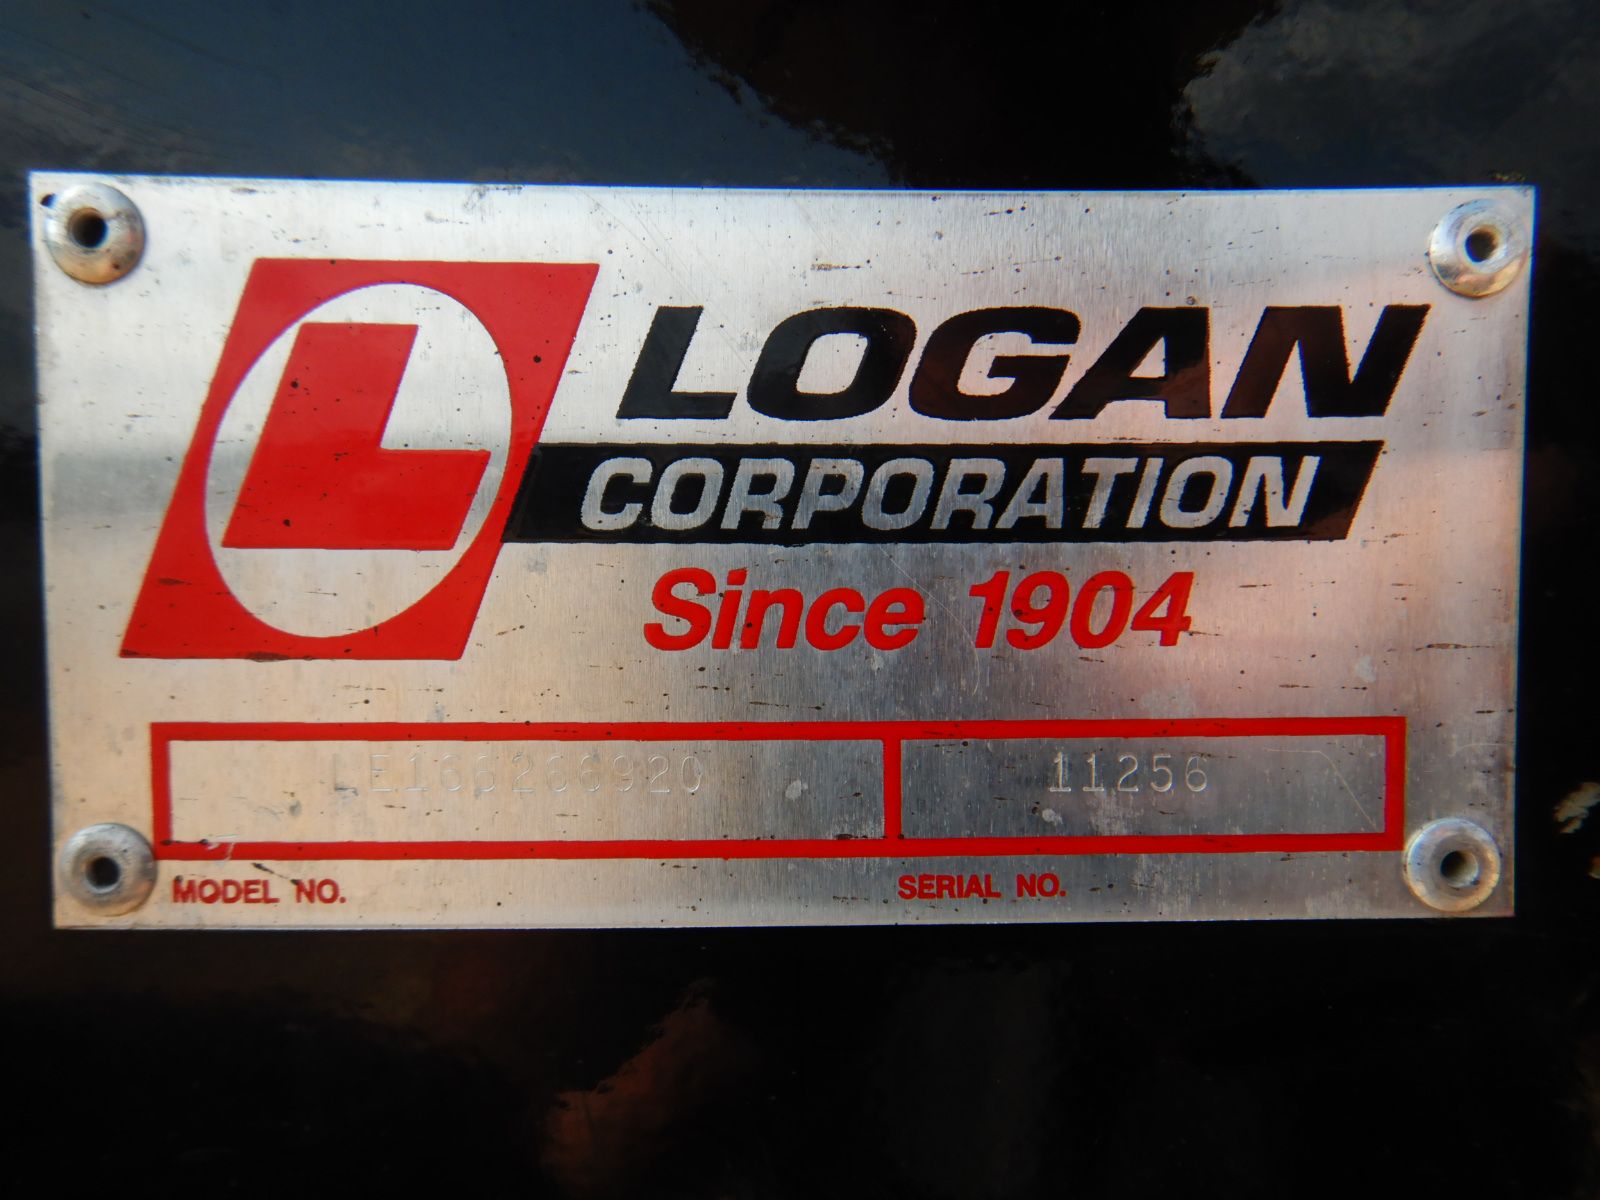 L
LOGAN
CORPORATION
Since 1904
11256
MODEL NO.
SERIAL NO.